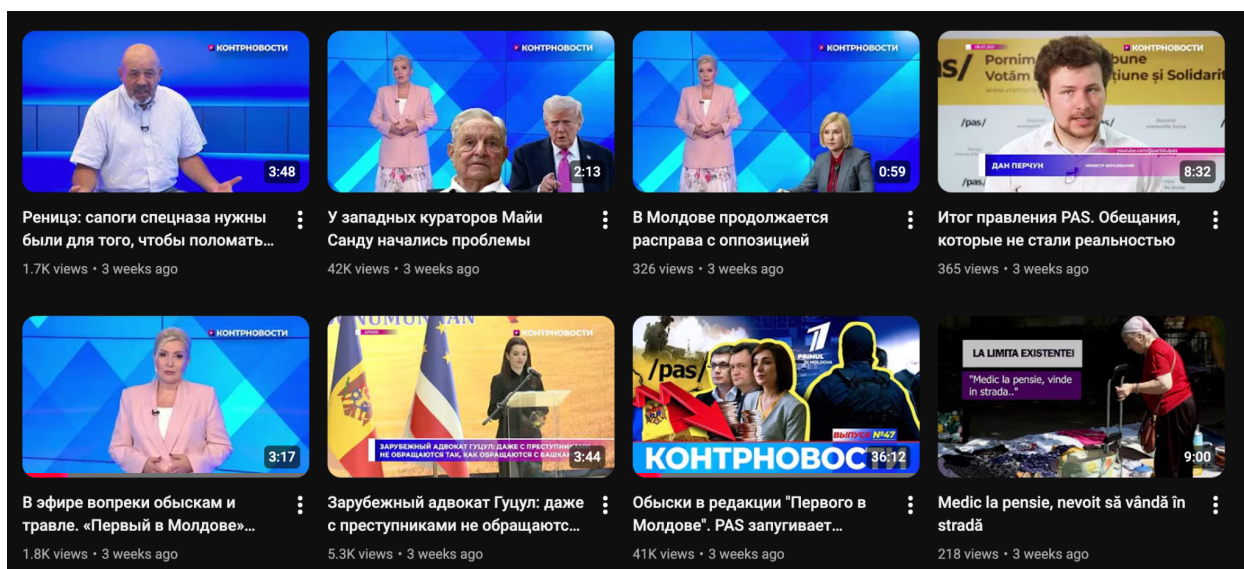 КОНТРНОВОСТИ
3:48
Реницэ: сапоги спецназа нужны
были для того, чтобы поломать...
1.7K views • 3 weeks ago
КОНТРНОВОСТИ
2:13
У западных кураторов Майи
Санду начались проблемы
42K views • 3 weeks ago
КОНТРНОВОСТИ
0:59
В Молдове продолжается
расправа с оппозицией
326 views • 3 weeks ago
КОНТРНОВОСТИ
Votăm
ДАН ПЕРЧУН
/pas/
8:32
Итог правления PAS. Обещания,
которые не стали реальностью
365 views • 3 weeks ago
КОНТРНОВОСТИ
3:17
В эфире вопреки обыскам и
травле. «Первый в Молдове»...
1.8K views • 3 weeks ago
КОНТРНОВОСТИ
ЗАРУБЕЖНЫЙ АДВОКАТ ГУЦУЛ: ДАЖЕ С
НЕ ОБРАЩАЮТСЯ ТАК, КАК ОБРАЩАЮТСЯ С
3:44
Зарубежный адвокат Гуцул: даже
с преступниками не обращаютс...
5.3K views • 3 weeks ago
/pas/
1
PRIMUL
ÎN MOLDOVA
ВЫПУСК №47
36:12
Обыски в редакции "Первого в
Молдове". PAS запугивает...
41K views • 3 weeks ago
LA LIMITA EXISTENTEI
"Medic la pensie, vinde
in strada.."
9:00
Medic la pensie, nevoit să vândă în
stradă
218 views • 3 weeks ago